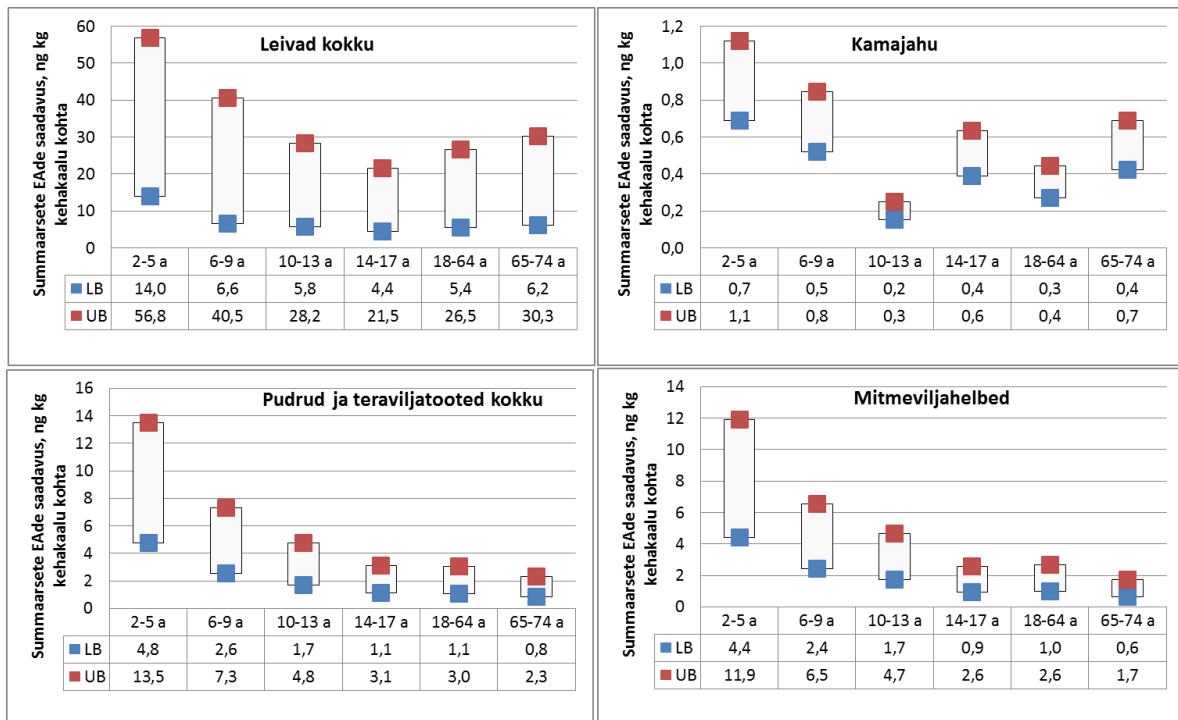 Leivad kokku
Summaarsete EAde saadavus, ng kg
kehakaalu kohta
60
50
40
30
20
10
0
2-5 a 6-9 a 10-13 a 14-17 a 18-64 a 65-74 a
LB 14,0 6,6 5,8 4,4 5,4 6,2
UB 56,8 40,5 28,2 21,5 26,5 30,3
Kamajahu
Summaarsete EAde saadavus, ng kg
kehakaalu kohta
1,2
1,0
0,8
0,6
0,4
0,2
0,0
2-5 a 6-9 a 10-13 a 14-17 a 18-64 a 65-74 a
LB 0,7 0,5 0,2 0,4 0,3 0,4
UB 1,1 0,8 0,3 0,6 0,4 0,7
Pudrud ja teraviljatooted kokku
Summaarsete EAde saadavus, ng kg
kehakaalu kohta
16
14
12
10
8
6
4
2
0
2-5 a 6-9 a 10-13 a 14-17 a 18-64 a 65-74 a
LB 4,8 2,6 1,7 1,1 1,1 0,8
UB 13,5 7,3 4,8 3,1 3,0 2,3
Mitmeviljahelbed
Summaarsete EAde saadavus, ng kg
kehakaalu kohta
14
12
10
8
6
4
2
0
2-5 a 6-9 a 10-13 a 14-17 a 18-64 a 65-74 a
LB 4,4 2,4 1,7 0,9 1,0 0,6
UB 11,9 6,5 4,7 2,6 2,6 1,7